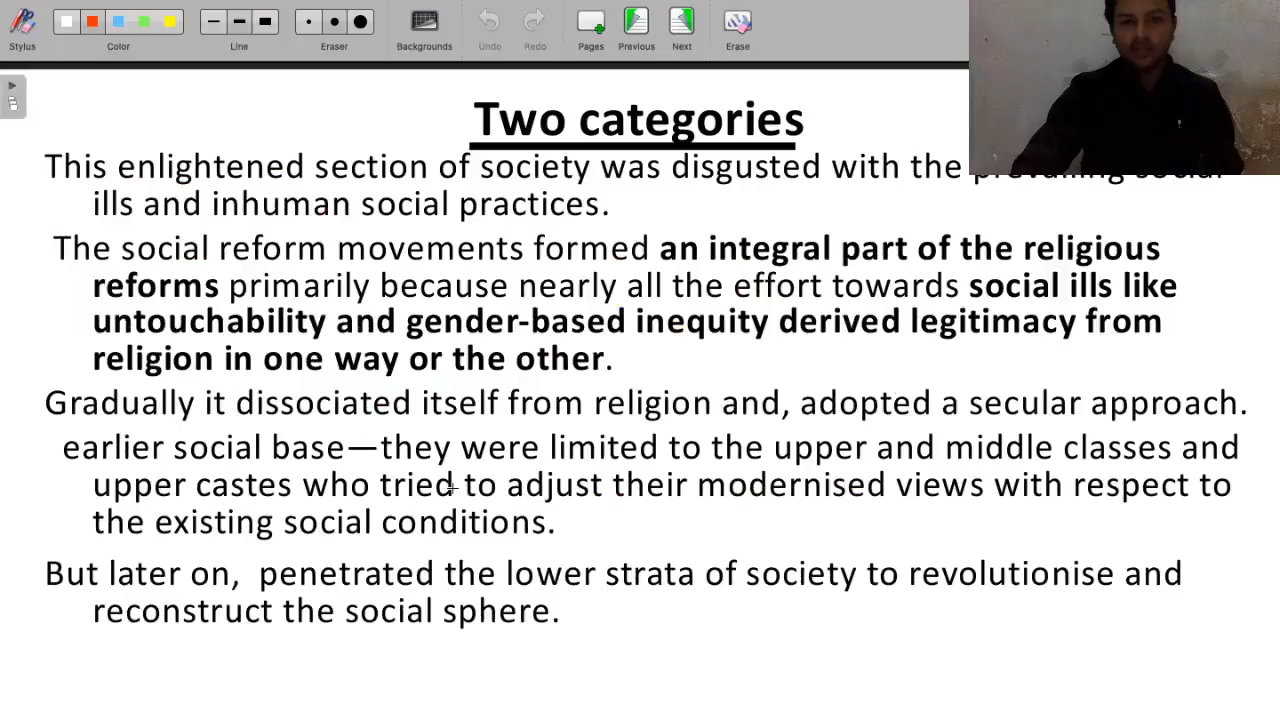 Stylus
Color
Line
Eraser
Backgrounds
Undo
Redo
Pages
Previous
Next
Erase
Two categories
This enlightened section of society was disgusted with the prevailing social
ills and inhuman social practices.
The social reform movements formed an integral part of the religious
reforms primarily because nearly all the effort towards social ills like
untouchability and gender-based inequity derived legitimacy from
religion in one way or the other.
Gradually it dissociated itself from religion and, adopted a secular approach.
earlier social base—they were limited to the upper and middle classes and
upper castes who tried to adjust their modernised views with respect to
the existing social conditions.
But later on, penetrated the lower strata of society to revolutionise and
reconstruct the social sphere.